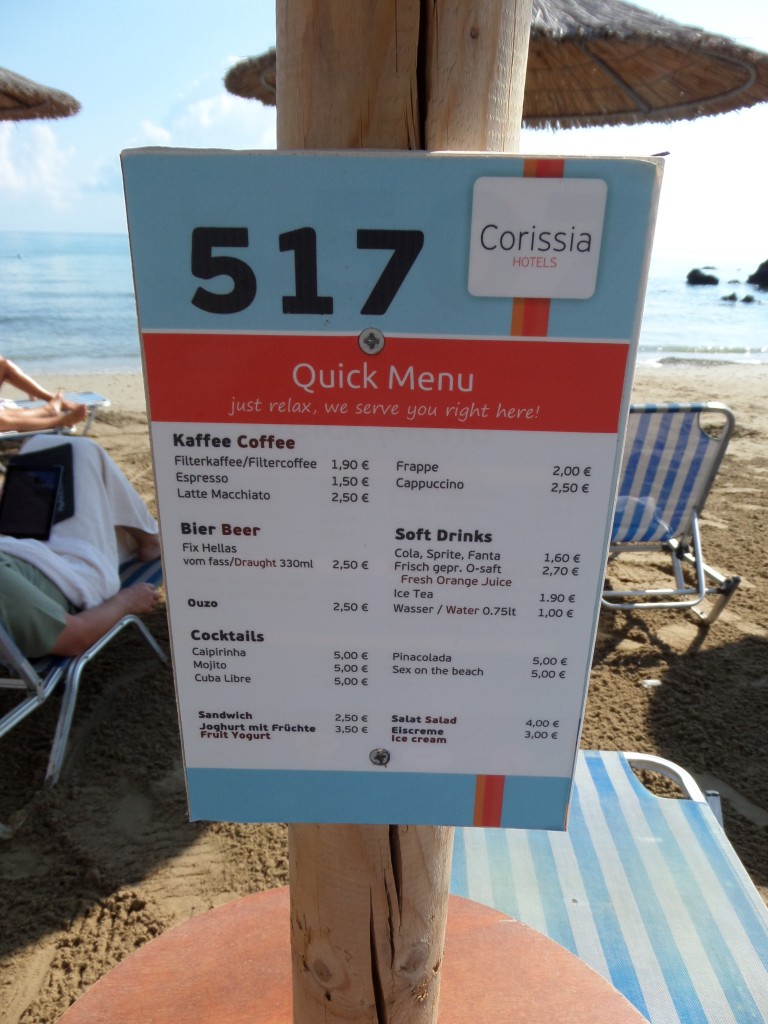 517
Corissia
HOTELS
Quick Menu
just relax, we serve you right here!
Kaffee Coffee
Filterkaffee/Filtercoffee 1,90 €
Espresso 1,50 €
Latte Macchiato 2,50 €
Frappe 2,00 €
Cappuccino 2,50 €
Bier Beer
Fix Hellas
vom fass/Draught 330ml 2,50 €
Ouzo 2,50 €
Soft Drinks
Cola, Sprite, Fanta 1,60 €
Frisch gepr. O-saft 2,70 €
Fresh Orange Juice
Ice Tea 1.90 €
Wasser / Water 0.75lt 1,00 €
Cocktails
Caipirinha 5,00 €
Mojito 5,00 €
Cuba Libre 5,00 €
Pinacolada 5,00 €
Sex on the beach 5,00 €
Sandwich 2,50 €
Joghurt mit Früchte 3,50 €
Fruit Yogurt
Salat Salad 4,00 €
Eiscreme 3,00 €
Ice cream